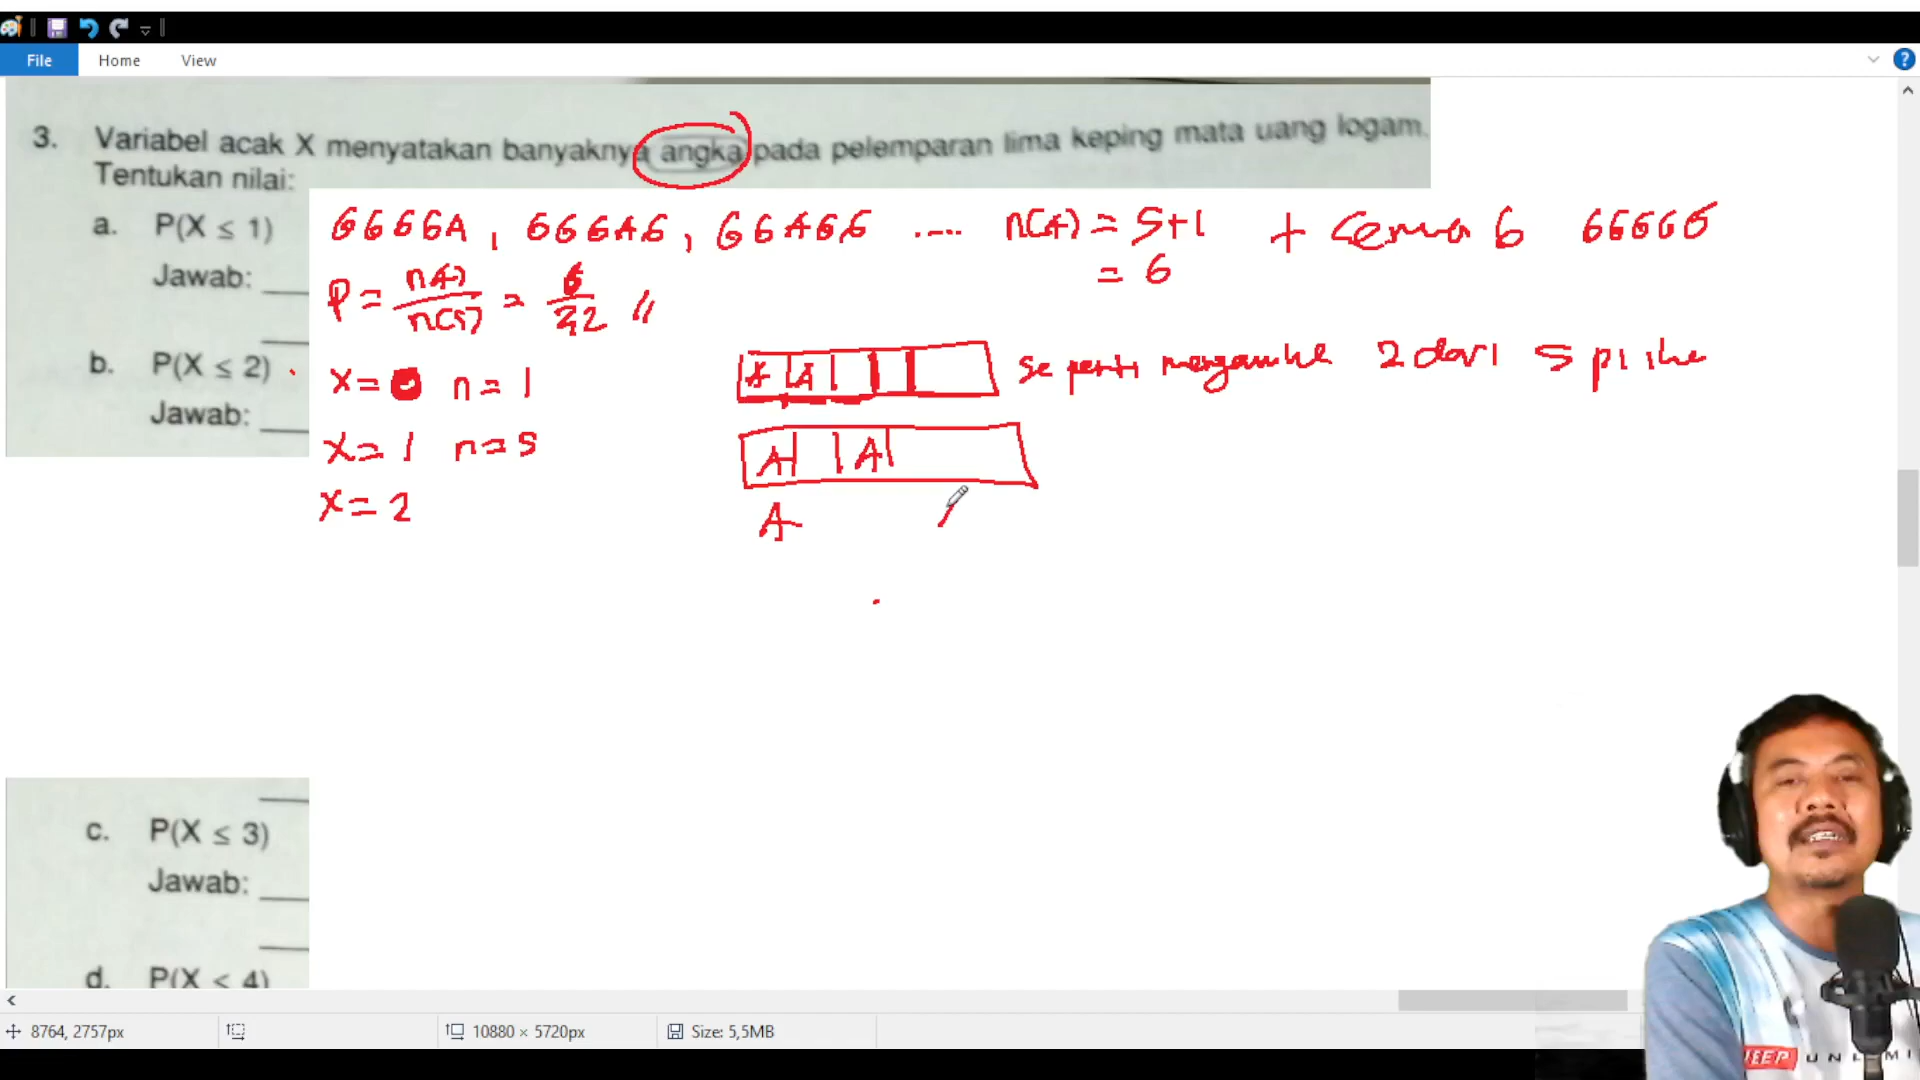 File Home View
3. Variabel acak X menyatakan banyaknya angka pada pelemparan lima keping mata uang logam.
Tentukan nilai:
a. P(X ≤ 1)
Jawab:
GGGGA, GGGAG, GGAGG .... n(A) = 5+1 + semua G GGGGG
= 6
P = n(A)/n(S) = 6/32 //
b. P(X ≤ 2)
Jawab:
x = 0 n = 1
A A
seperti mengambil 2 dari 5 pilihan
x = 1 n = 5
A A
x = 2
A
c. P(X ≤ 3)
Jawab:
d. P(X < 4)
8764, 2757px
10880 × 5720px
Size: 5,5MB
JEEP UNLIMI